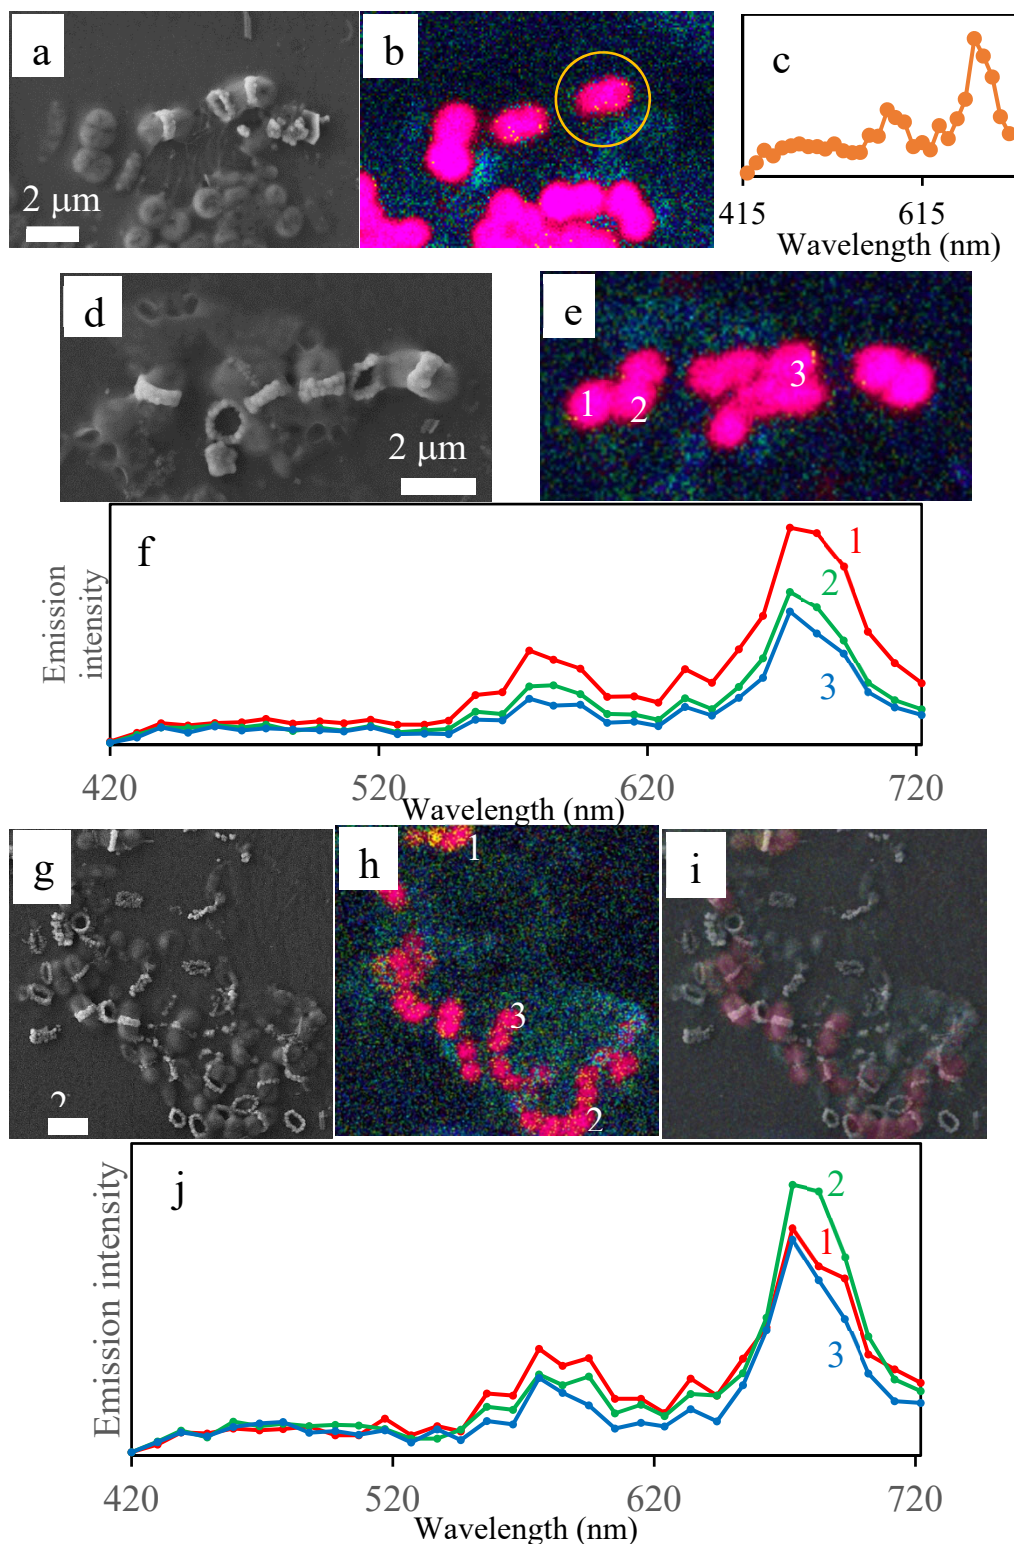 a
2 μm
b
c
415 615
Wavelength (nm)
d
2 μm
e
1
2
3
f
Emission
intensity
1
2
3
420 520 620 720
Wavelength (nm)
g
h
1
3
2
i
j
Emission intensity
2
1
3
420 520 620 720
Wavelength (nm)